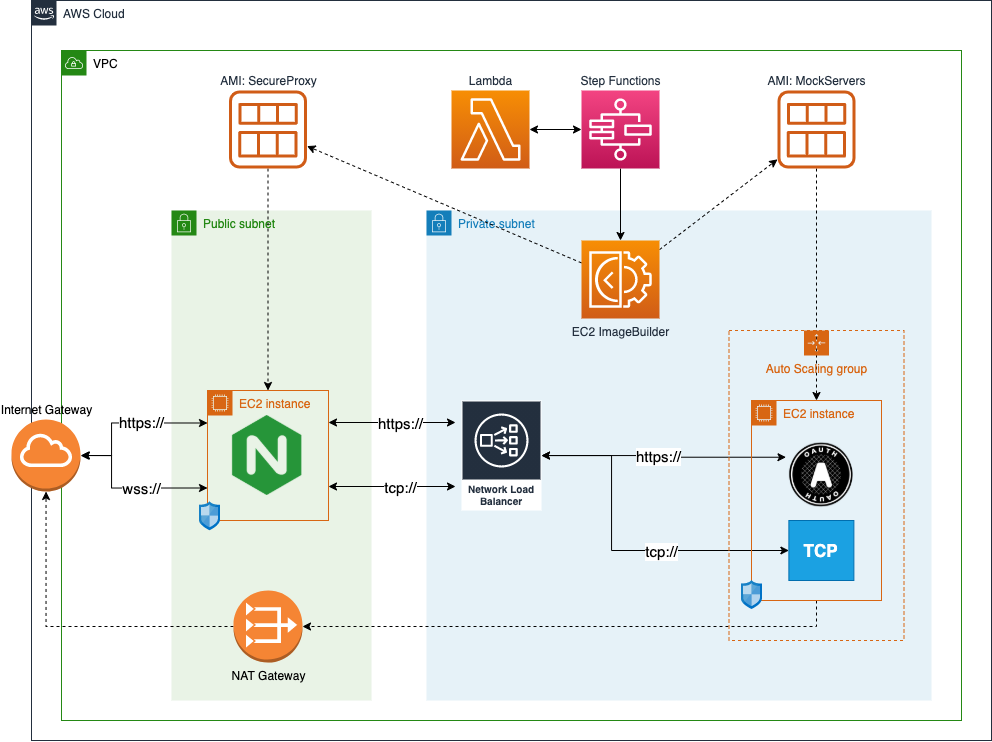 aws
AWS Cloud
VPC
AMI: SecureProxy
Lambda
Step Functions
AMI: MockServers
Public subnet
Private subnet
EC2 ImageBuilder
Auto Scaling group
Internet Gateway
https://
wss://
EC2 instance
N
https://
tcp://
Network Load
Balancer
https://
tcp://
EC2 instance
OAUTH
A
OAUTH
TCP
NAT Gateway